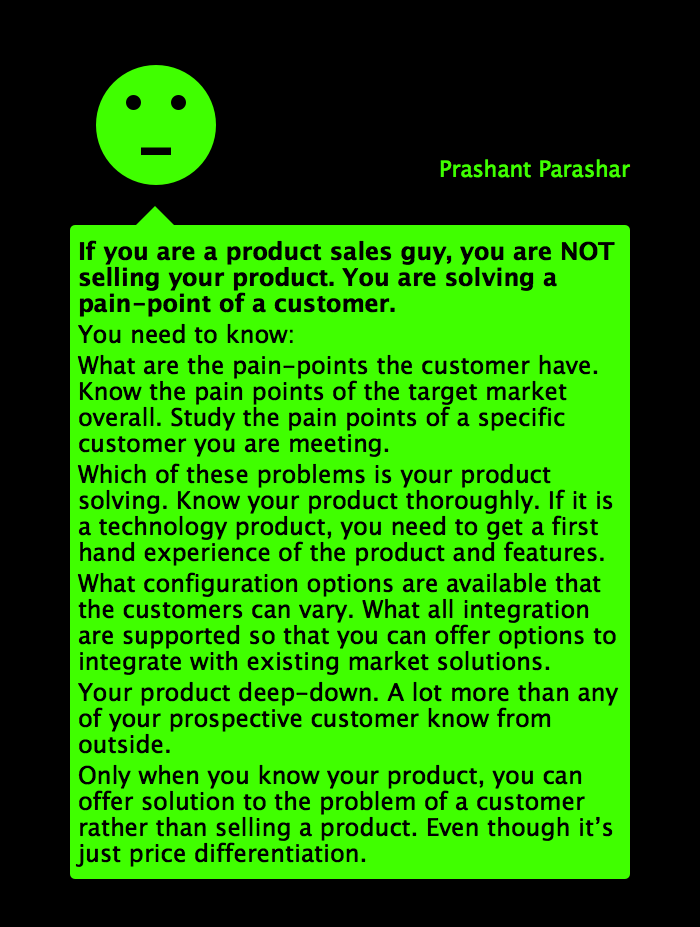 Prashant Parashar
If you are a product sales guy, you are NOT
selling your product. You are solving a
pain-point of a customer.
You need to know:
What are the pain-points the customer have.
Know the pain points of the target market
overall. Study the pain points of a specific
customer you are meeting.
Which of these problems is your product
solving. Know your product thoroughly. If it is
a technology product, you need to get a first
hand experience of the product and features.
What configuration options are available that
the customers can vary. What all integration
are supported so that you can offer options to
integrate with existing market solutions.
Your product deep-down. A lot more than any
of your prospective customer know from
outside.
Only when you know your product, you can
offer solution to the problem of a customer
rather than selling a product. Even though it’s
just price differentiation.